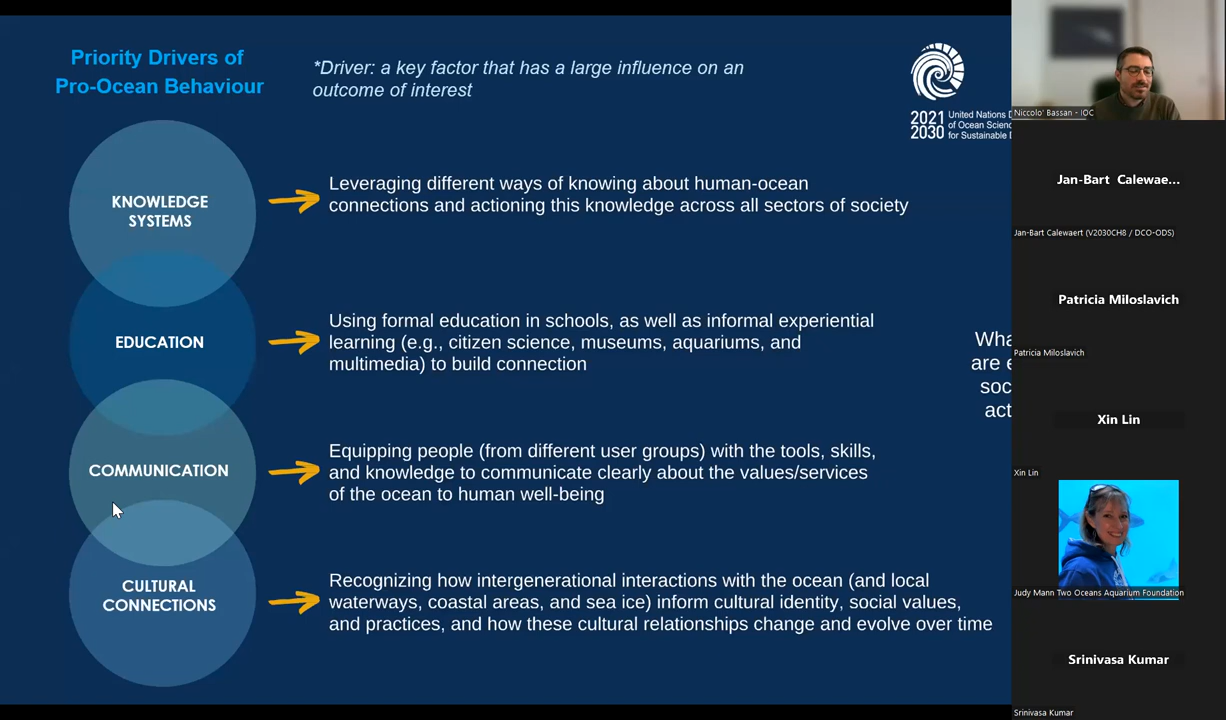 Priority Drivers of
Pro-Ocean Behaviour
*Driver: a key factor that has a large influence on an
outcome of interest
2021
2030
United Nations
of Ocean
for Sustainable
KNOWLEDGE
SYSTEMS
Leveraging different ways of knowing about human-ocean
connections and actioning this knowledge across all sectors of society
EDUCATION
Using formal education in schools, as well as informal experiential
learning (e.g., citizen science, museums, aquariums, and
multimedia) to build connection
COMMUNICATION
Equipping people (from different user groups) with the tools, skills,
and knowledge to communicate clearly about the values/services
of the ocean to human well-being
CULTURAL
CONNECTIONS
Recognizing how intergenerational interactions with the ocean (and local
waterways, coastal areas, and sea ice) inform cultural identity, social values,
and practices, and how these cultural relationships change and evolve over time
are
Niccolo' Bassan - IOC
Jan-Bart Calewae...
Jan-Bart Calewaert (V2030CH8 / DCO-ODS)
Patricia Miloslavich
Patricia Miloslavich
Xin Lin
Xin Lin
Judy Mann Two Oceans Aquarium Foundation
Srinivasa Kumar
Srinivasa Kumar